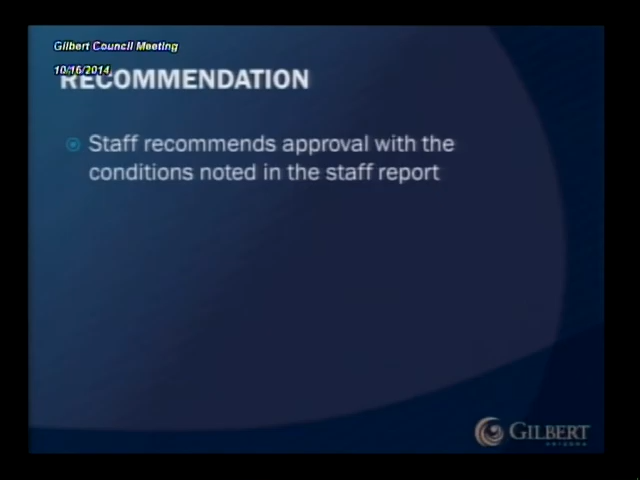 Gilbert Council Meeting
10/16/2014
RECOMMENDATION
Staff recommends approval with the
conditions noted in the staff report
GILBERT
ARIZONA